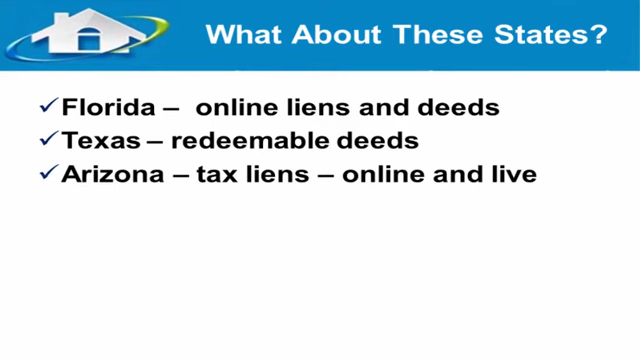 What About These States?
Florida – online liens and deeds
Texas – redeemable deeds
Arizona – tax liens – online and live